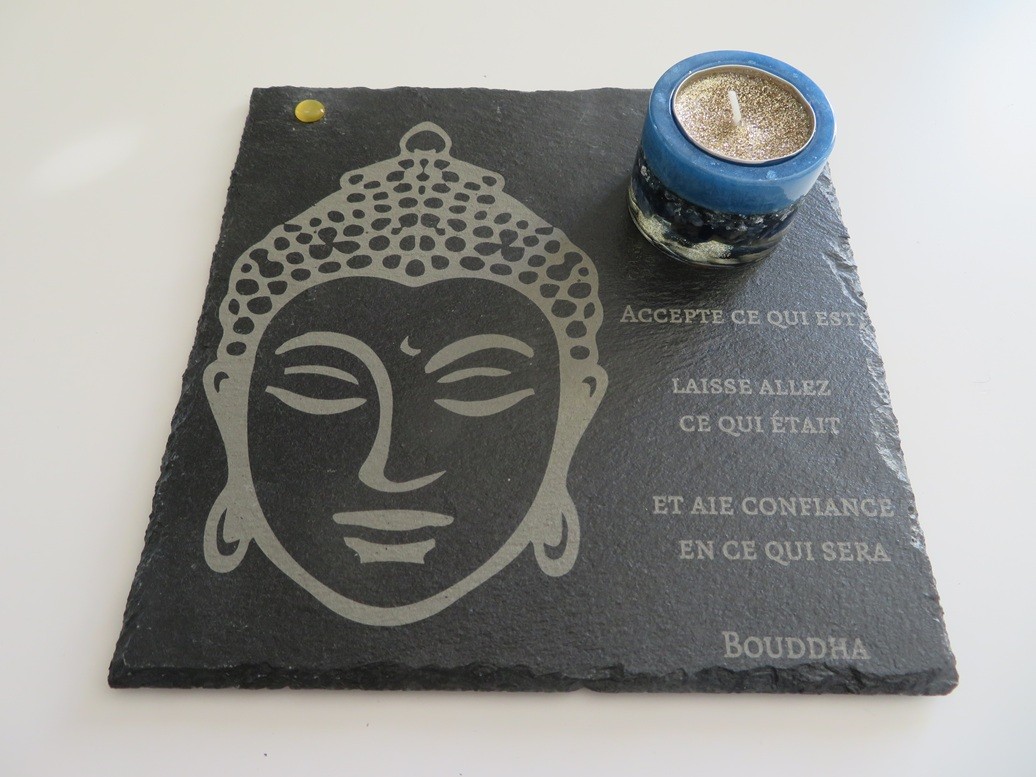 ACCEPTE CE QUI EST
LAISSE ALLEZ
CE QUI ÉTAIT
ET AIE CONFIANCE
EN CE QUI SERA
BOUDDHA